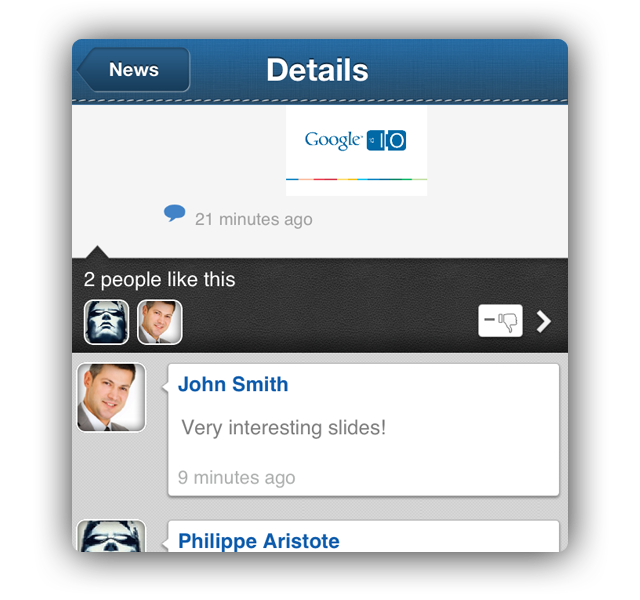 News
Details
Google IO
21 minutes ago
2 people like this
John Smith
Very interesting slides!
9 minutes ago
Philippe Aristote